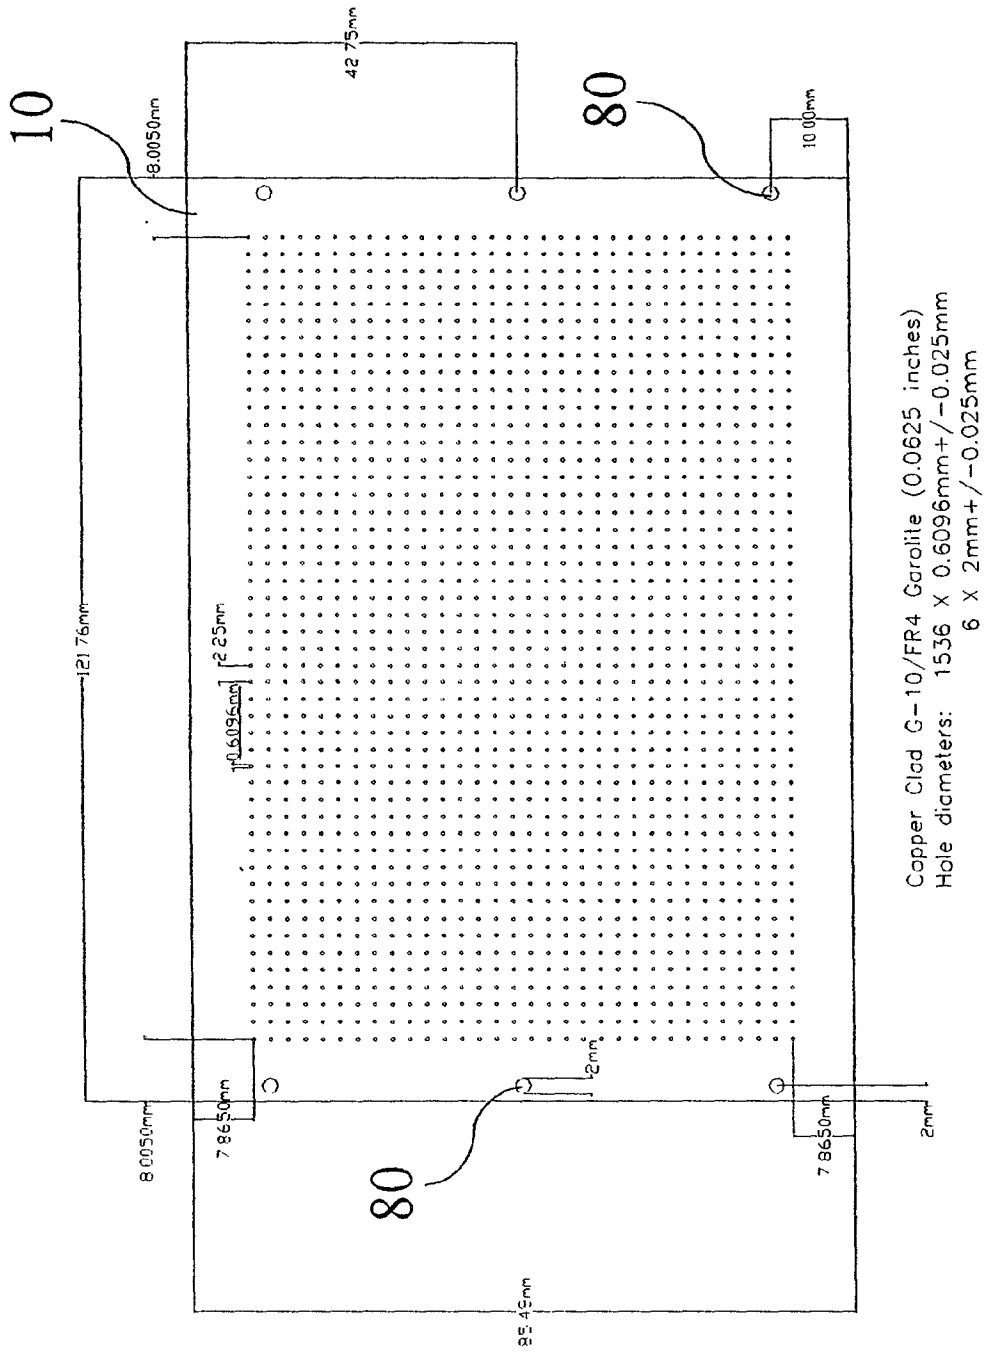 10
42 75mm
80
8.0050mm
10 00mm
121 76mm
2 25mm
0.6096mm
8 0050mm
7 8650mm
2mm
7 8650mm
2mm
80
85 49mm
Copper Clad G-10/FR4 Garolite (0.0625 inches)
Hole diameters: 1536 X 0.6096mm+/-0.025mm
6 X 2mm+/-0.025mm